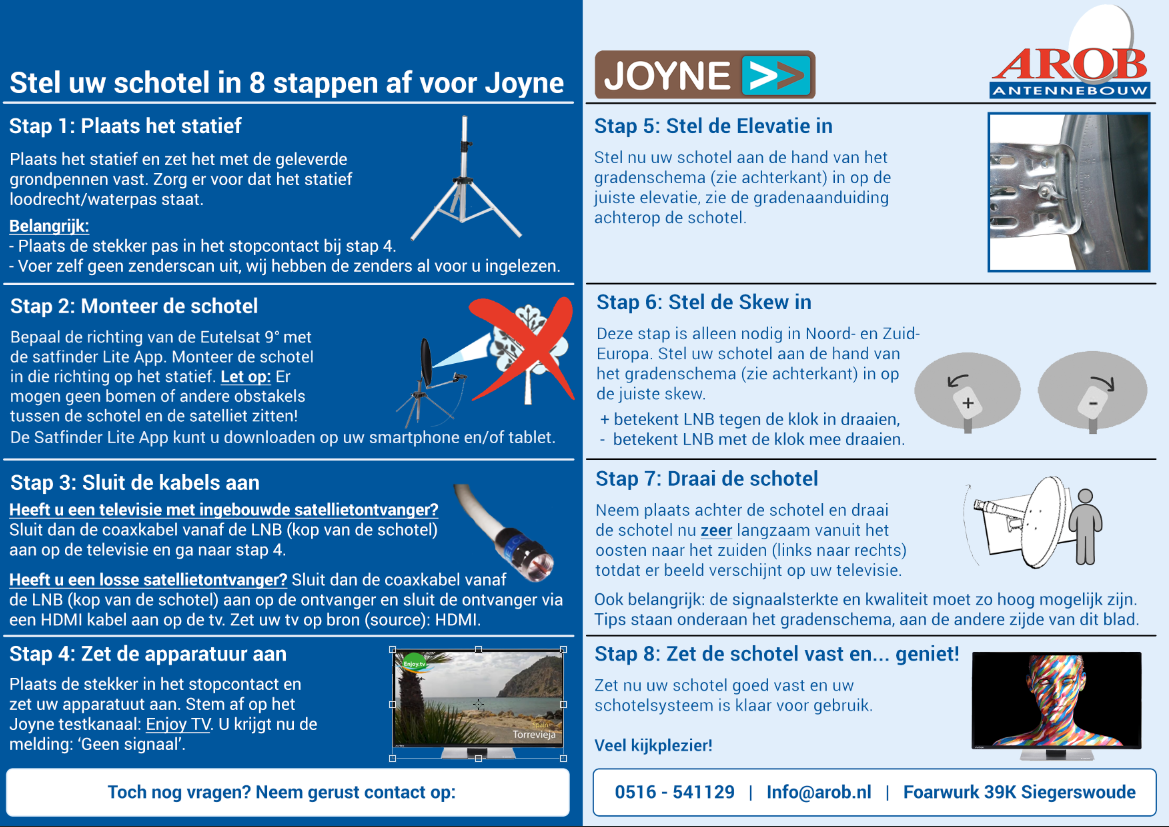 Stel uw schotel in 8 stappen af voor Joyne
Stap 1: Plaats het statief
Plaats het statief en zet het met de geleverde
grondpennen vast. Zorg er voor dat het statief
loodrecht/waterpas staat.
Belangrijk:
- Plaats de stekker pas in het stopcontact bij stap 4.
- Voer zelf geen zenderscan uit, wij hebben de zenders al voor u ingelezen.
Stap 2: Monteer de schotel
Bepaal de richting van de Eutelsat 9° met
de satfinder Lite App. Monteer de schotel
in die richting op het statief. Let op: Er
mogen geen bomen of andere obstakels
tussen de schotel en de satelliet zitten!
De Satfinder Lite App kunt u downloaden op uw smartphone en/of tablet.
Stap 3: Sluit de kabels aan
Heeft u een televisie met ingebouwde satellietontvanger?
Sluit dan de coaxkabel vanaf de LNB (kop van de schotel)
aan op de televisie en ga naar stap 4.
Heeft u een losse satellietontvanger? Sluit dan de coaxkabel vanaf
de LNB (kop van de schotel) aan op de ontvanger en sluit de ontvanger via
een HDMI kabel aan op de tv. Zet uw tv op bron (source): HDMI.
Stap 4: Zet de apparatuur aan
Plaats de stekker in het stopcontact en
zet uw apparatuut aan. Stem af op het
Joyne testkanaal: Enjoy TV. U krijgt nu de
melding: ‘Geen signaal’.
Enjoy tv
Torrevieja
Toch nog vragen? Neem gerust contact op:
JOYNE >>
AROB
ANTENNEBOUW
Stap 5: Stel de Elevatie in
Stel nu uw schotel aan de hand van het
gradenschema (zie achterkant) in op de
juiste elevatie, zie de gradenaanduiding
achterop de schotel.
Stap 6: Stel de Skew in
Deze stap is alleen nodig in Noord- en Zuid-
Europa. Stel uw schotel aan de hand van
het gradenschema (zie achterkant) in op
de juiste skew.
+ betekent LNB tegen de klok in draaien,
- betekent LNB met de klok mee draaien.
+
-
Stap 7: Draai de schotel
Neem plaats achter de schotel en draai
de schotel nu zeer langzaam vanuit het
oosten naar het zuiden (links naar rechts)
totdat er beeld verschijnt op uw televisie.
Ook belangrijk: de signaalsterkte en kwaliteit moet zo hoog mogelijk zijn.
Tips staan onderaan het gradenschema, aan de andere zijde van dit blad.
Stap 8: Zet de schotel vast en... geniet!
Zet nu uw schotel goed vast en uw
schotelsysteem is klaar voor gebruik.
Veel kijkplezier!
0516 - 541129 | Info@arob.nl | Foarwurk 39K Siegerswoude